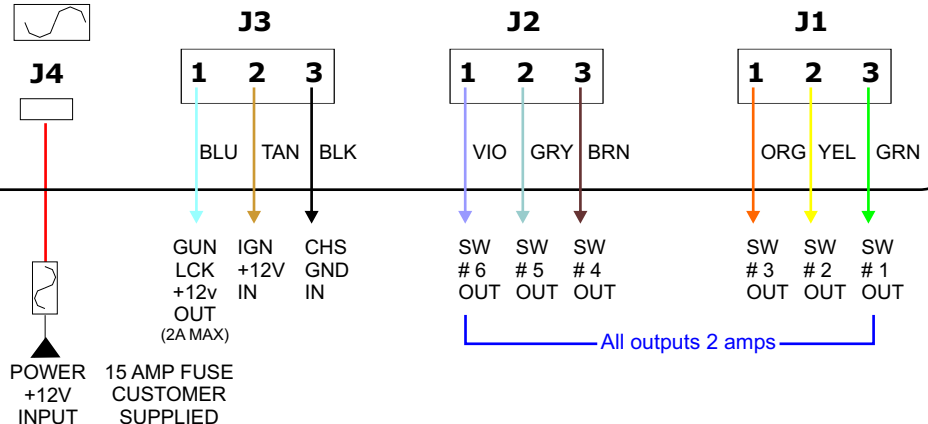 J4
J3
J2
J1
1 2 3
1 2 3
1 2 3
BLU TAN BLK
VIO GRY BRN
ORG YEL GRN
GUN
LCK
+12v
OUT
(2A MAX)
IGN
+12V
IN
CHS
GND
IN
SW
# 6
OUT
SW
# 5
OUT
SW
# 4
OUT
SW
# 3
OUT
SW
# 2
OUT
SW
# 1
OUT
All outputs 2 amps
POWER
+12V
INPUT
15 AMP FUSE
CUSTOMER
SUPPLIED